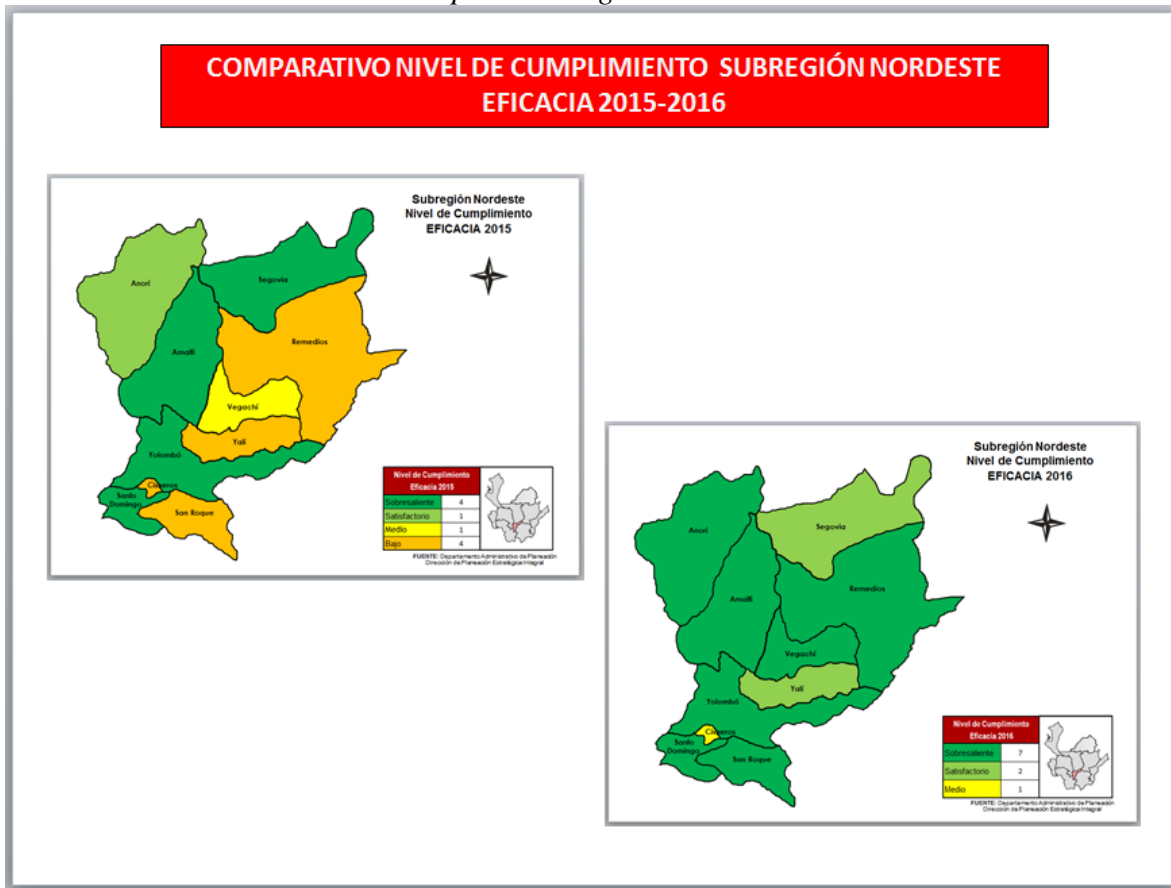 COMPARATIVO NIVEL DE CUMPLIMIENTO SUBREGIÓN NORDESTE
EFICACIA 2015-2016
Subregión Nordeste
Nivel de Cumplimiento
EFICACIA 2015
Anorí
Segovia
Amalfi
Remedios
Vegachí
Yalí
Yolombó
Cisneros
Santo
Domingo
San Roque
Nivel de Cumplimiento
Eficacia 2015
Sobresaliente 4
Satisfactorio 1
Medio 1
Bajo 4
FUENTE: Departamento Administrativo de Planeación
Dirección de Planeación Estratégica Integral
Subregión Nordeste
Nivel de Cumplimiento
EFICACIA 2016
Anorí
Segovia
Amalfi
Remedios
Vegachí
Yalí
Yolombó
Cisneros
Santo
Domingo
San Roque
Nivel de Cumplimiento
Eficacia 2016
Sobresaliente 7
Satisfactorio 2
Medio 1
FUENTE: Departamento Administrativo de Planeación
Dirección de Planeación Estratégica Integral